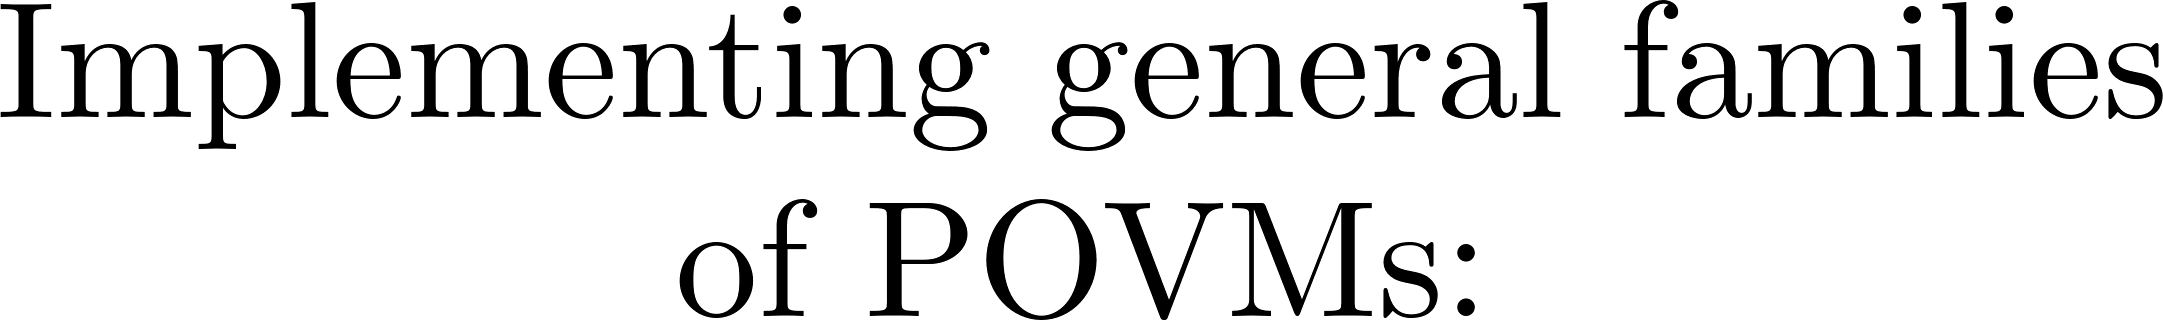 Implementing general families
of POVMs: